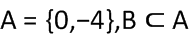 A = {0,−4},B ⊂ A